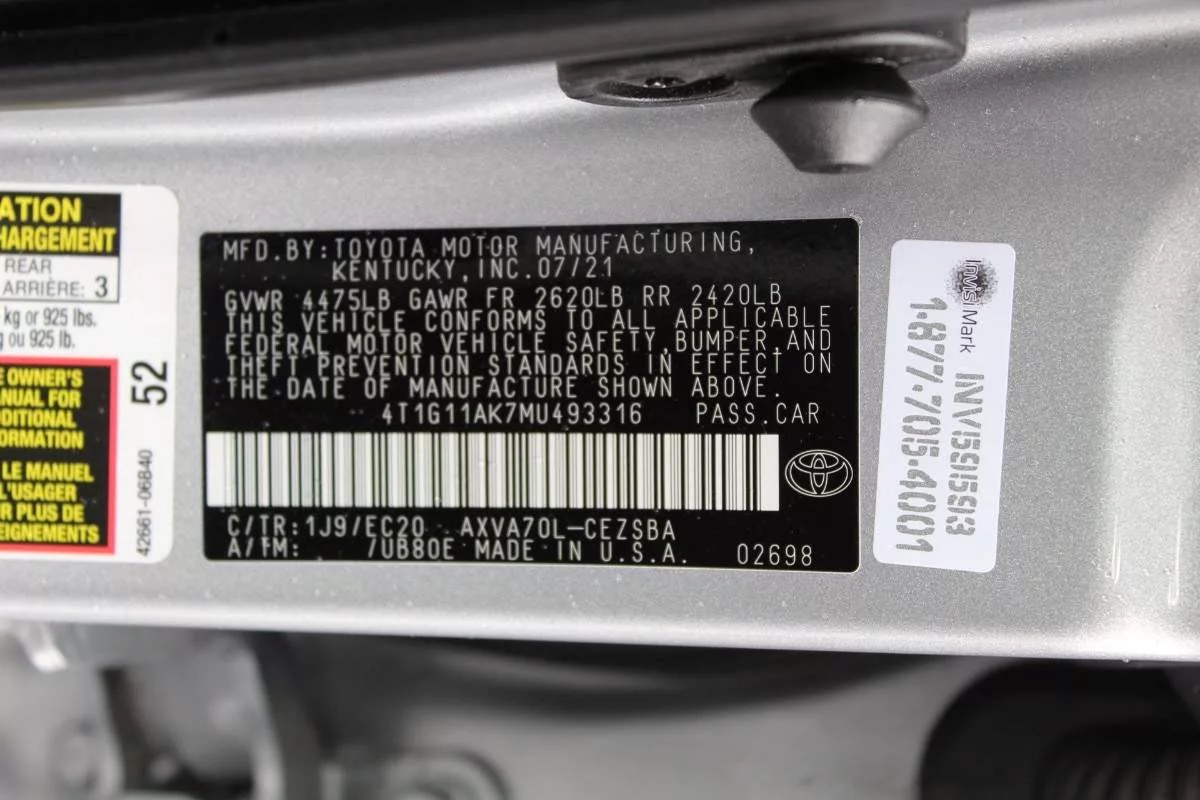 ATION
HARGEMENT
REAR
ARRIÈRE: 3
kg or 925 lbs.
g ou 925 lb.
E OWNER'S
ANUAL FOR
DITIONAL
ORMATION
LE MANUEL
L'USAGER
R PLUS DE
EIGNEMENTS
52
42661-06B40
MFD.BY:TOYOTA MOTOR MANUFACTURING,
KENTUCKY,INC.07/21
GVWR 4475LB GAWR FR 2620LB RR 2420LB
THIS VEHICLE CONFORMS TO ALL APPLICABLE
FEDERAL MOTOR VEHICLE SAFETY,BUMPER,AND
THEFT PREVENTION STANDARDS IN EFFECT ON
THE DATE OF MANUFACTURE SHOWN ABOVE.
4T1G11AK7MU493316 PASS.CAR
C/TR:1J9/EC20 AXVA70L-CEZSBA
A/TM: /UB80E MADE IN U.S.A. 02698
InvisiMark INV59593
1-877-705-4001